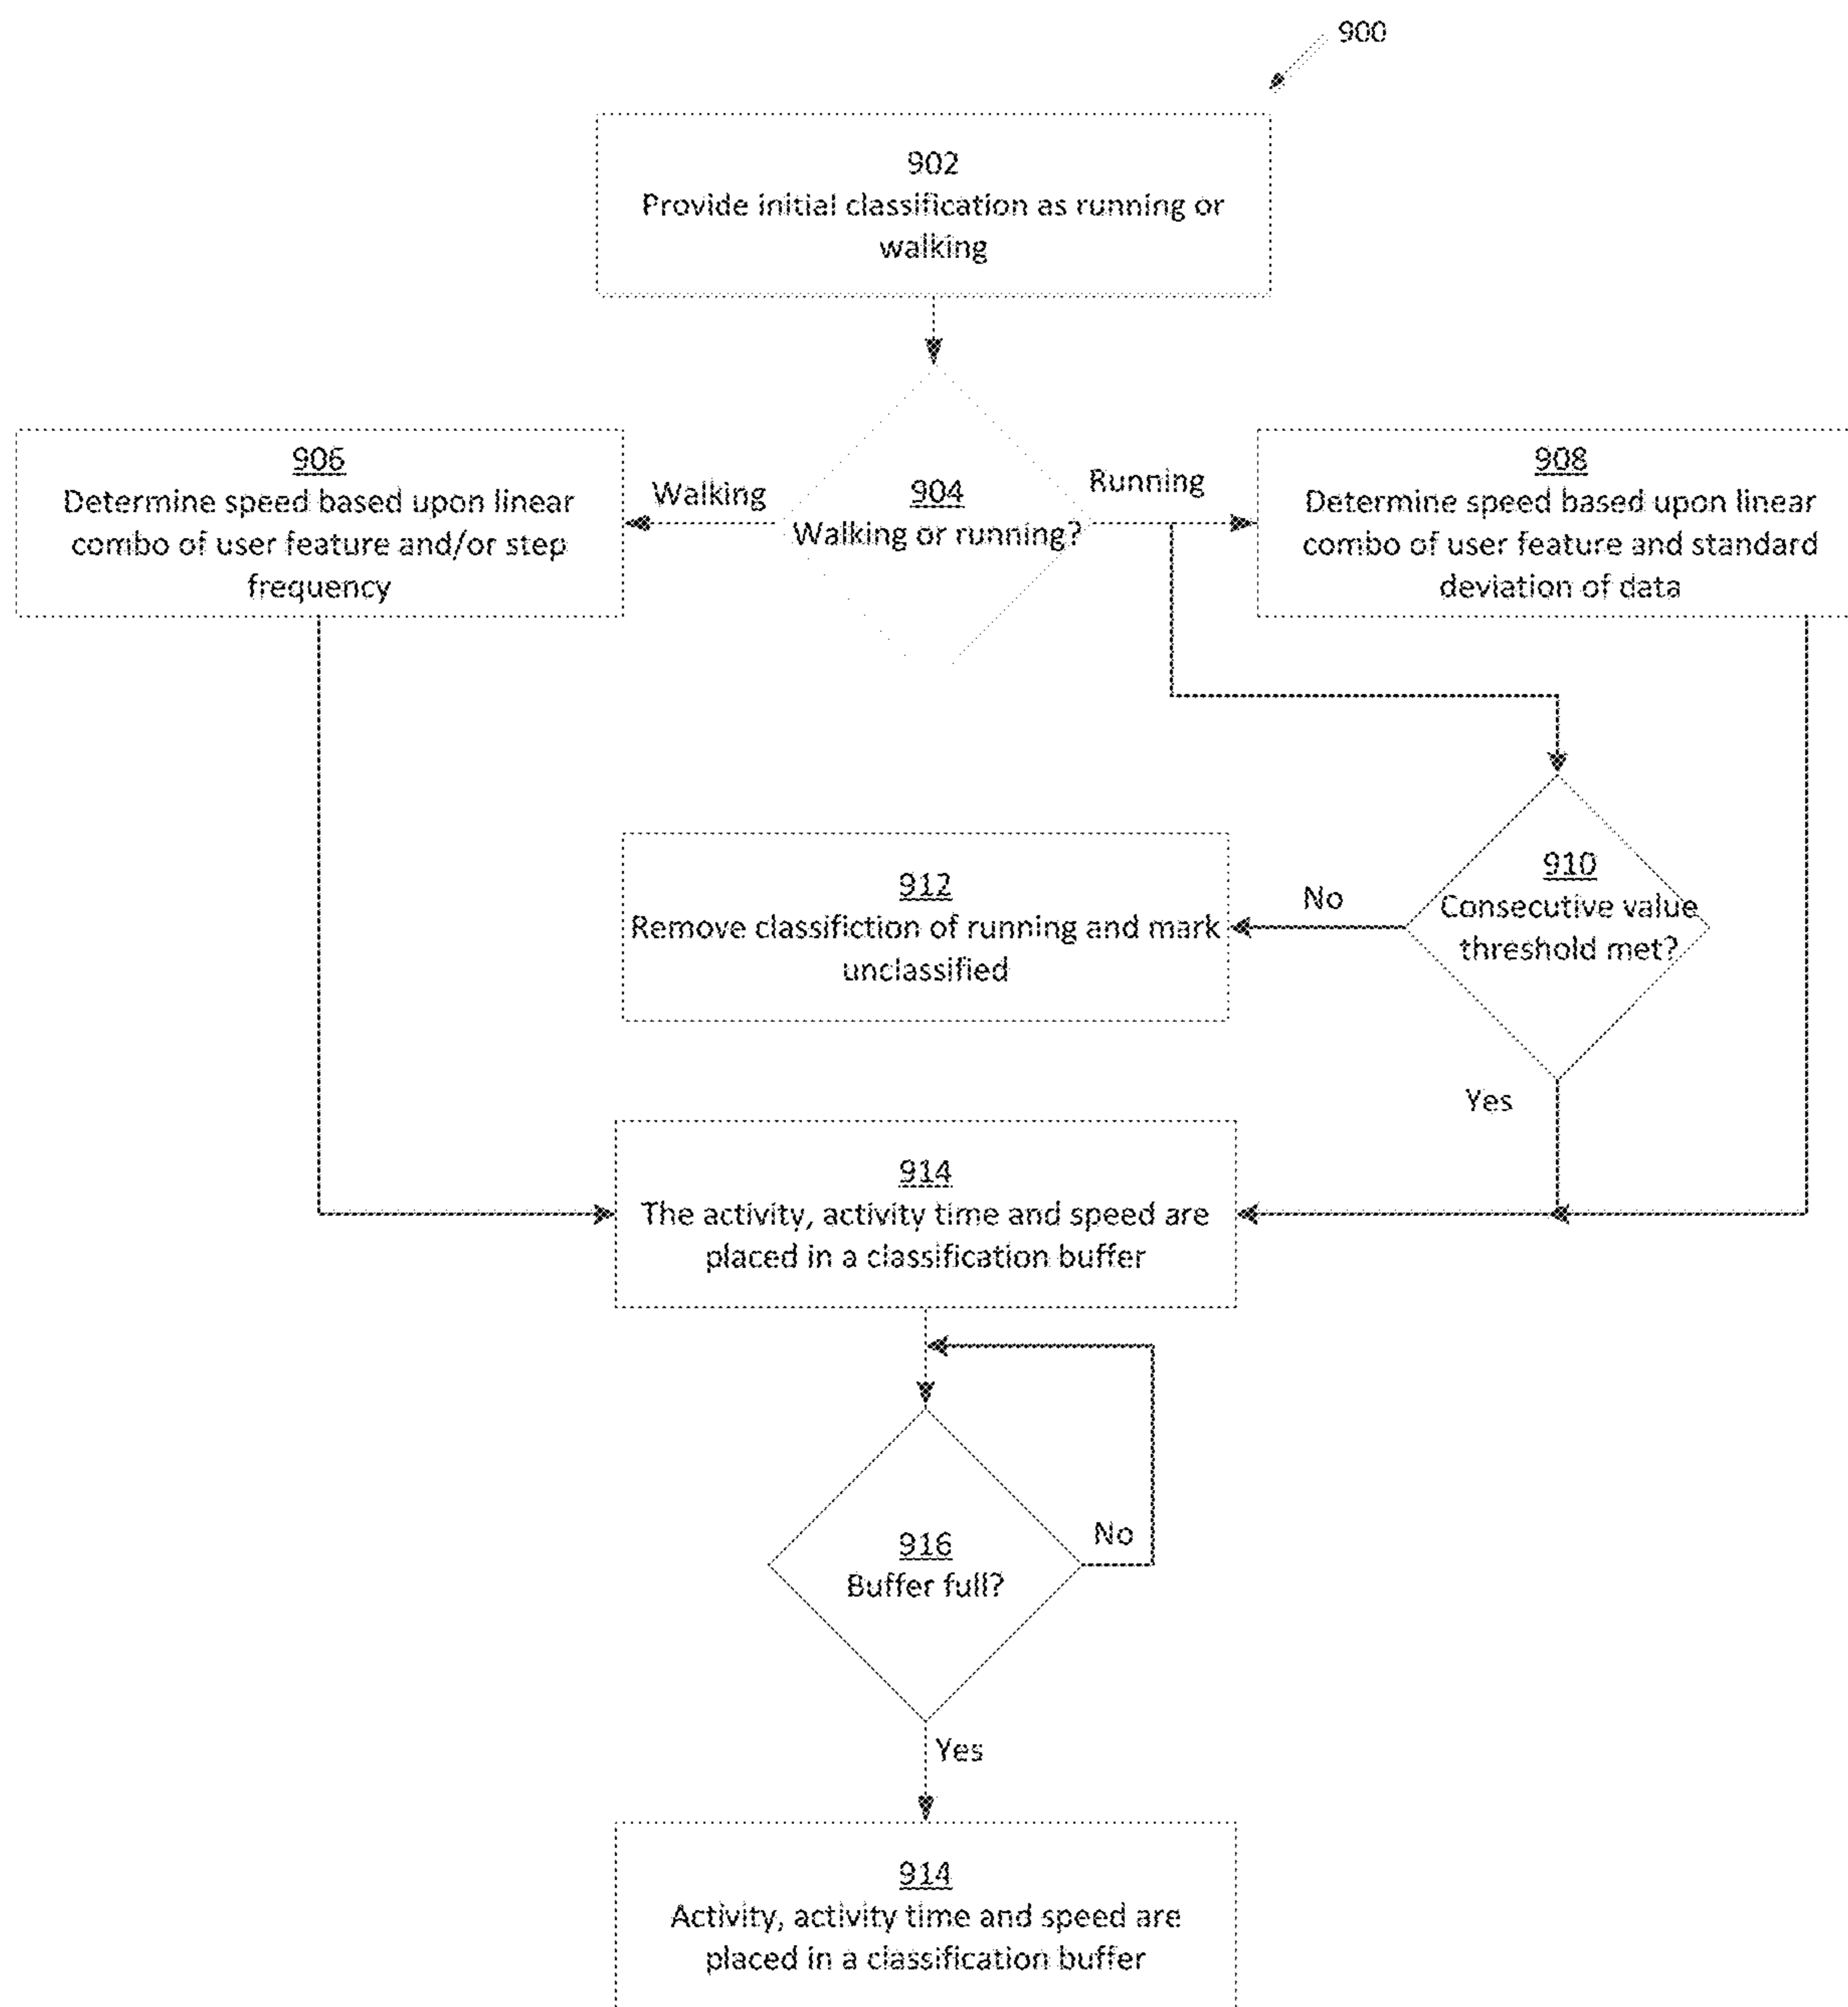 900
902
Provide initial classification as running or
walking
906
Determine speed based upon linear
combo of user feature and/or step
frequency
Walking
904
Walking or running?
Running
908
Determine speed based upon linear
combo of user feature and standard
deviation of data
912
Remove classifiction of running and mark
unclassified
No
910
Consecutive value
threshold met?
Yes
914
The activity, activity time and speed are
placed in a classification buffer
916
Buffer full?
No
Yes
914
Activity, activity time and speed are
placed in a classification buffer